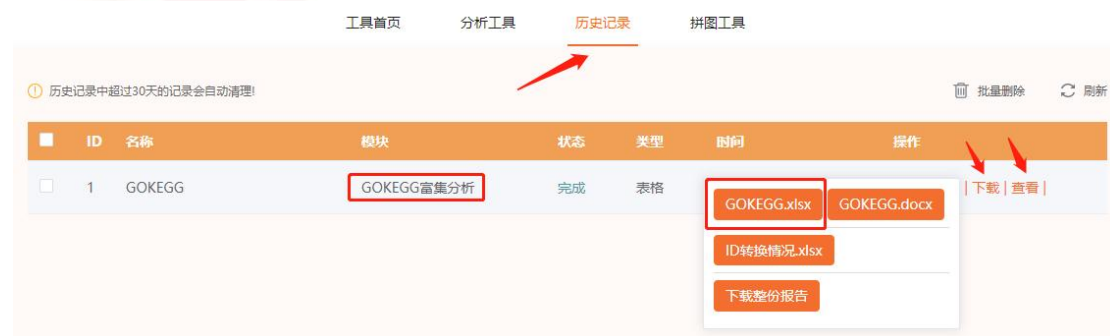 工具首页 分析工具 历史记录 拼图工具
历史记录中超过30天的记录会自动清理! 批量删除 刷新
ID 名称 模块 状态 类型 时间 操作
1 GOKEGG GOKEGG富集分析 完成 表格 | 下载 | 查看 |
GOKEGG.xlsx GOKEGG.docx
ID转换情况.xlsx
下载整份报告